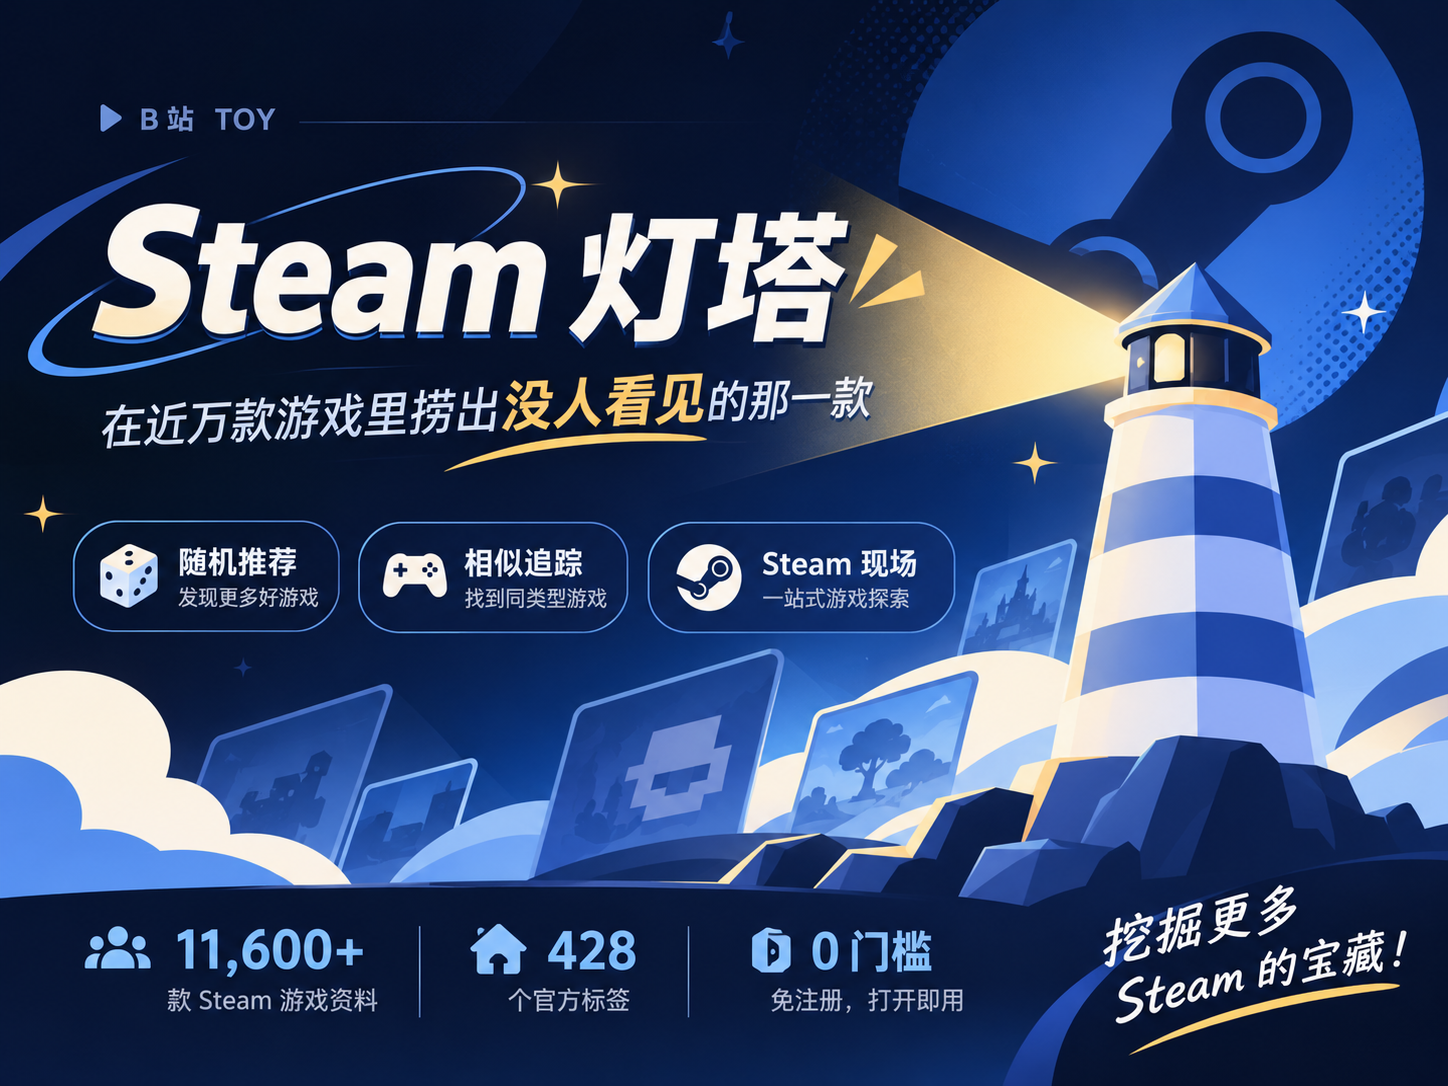 B 站 TOY
Steam 灯塔
在近万款游戏里捞出没人看见的那一款
随机推荐
发现更多好游戏
相似追踪
找到同类型游戏
Steam 现场
一站式游戏探索
11,600+
款 Steam 游戏资料
428
个官方标签
0 门槛
免注册，打开即用
挖掘更多
Steam 的宝藏！